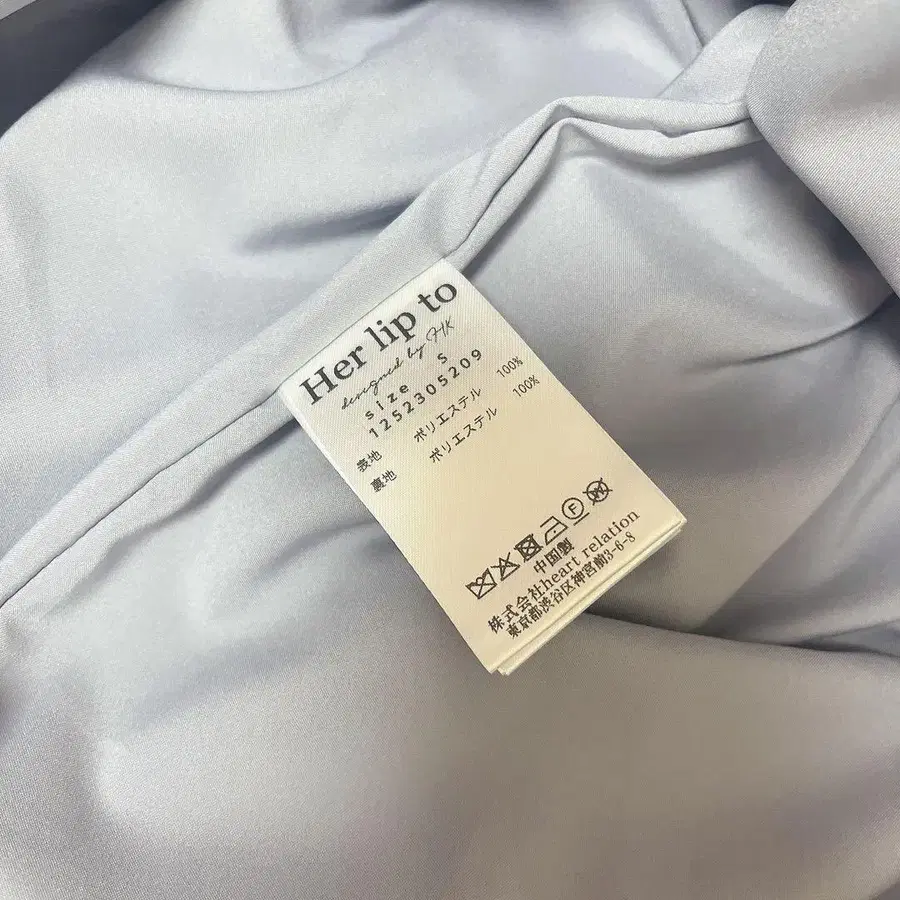 Her lip to
designed by HK
size S
1252305209
表地 ポリエステル 100%
裏地 ポリエステル 100%
F W
中国製
株式会社heart relation
東京都渋谷区神宮前3-6-8